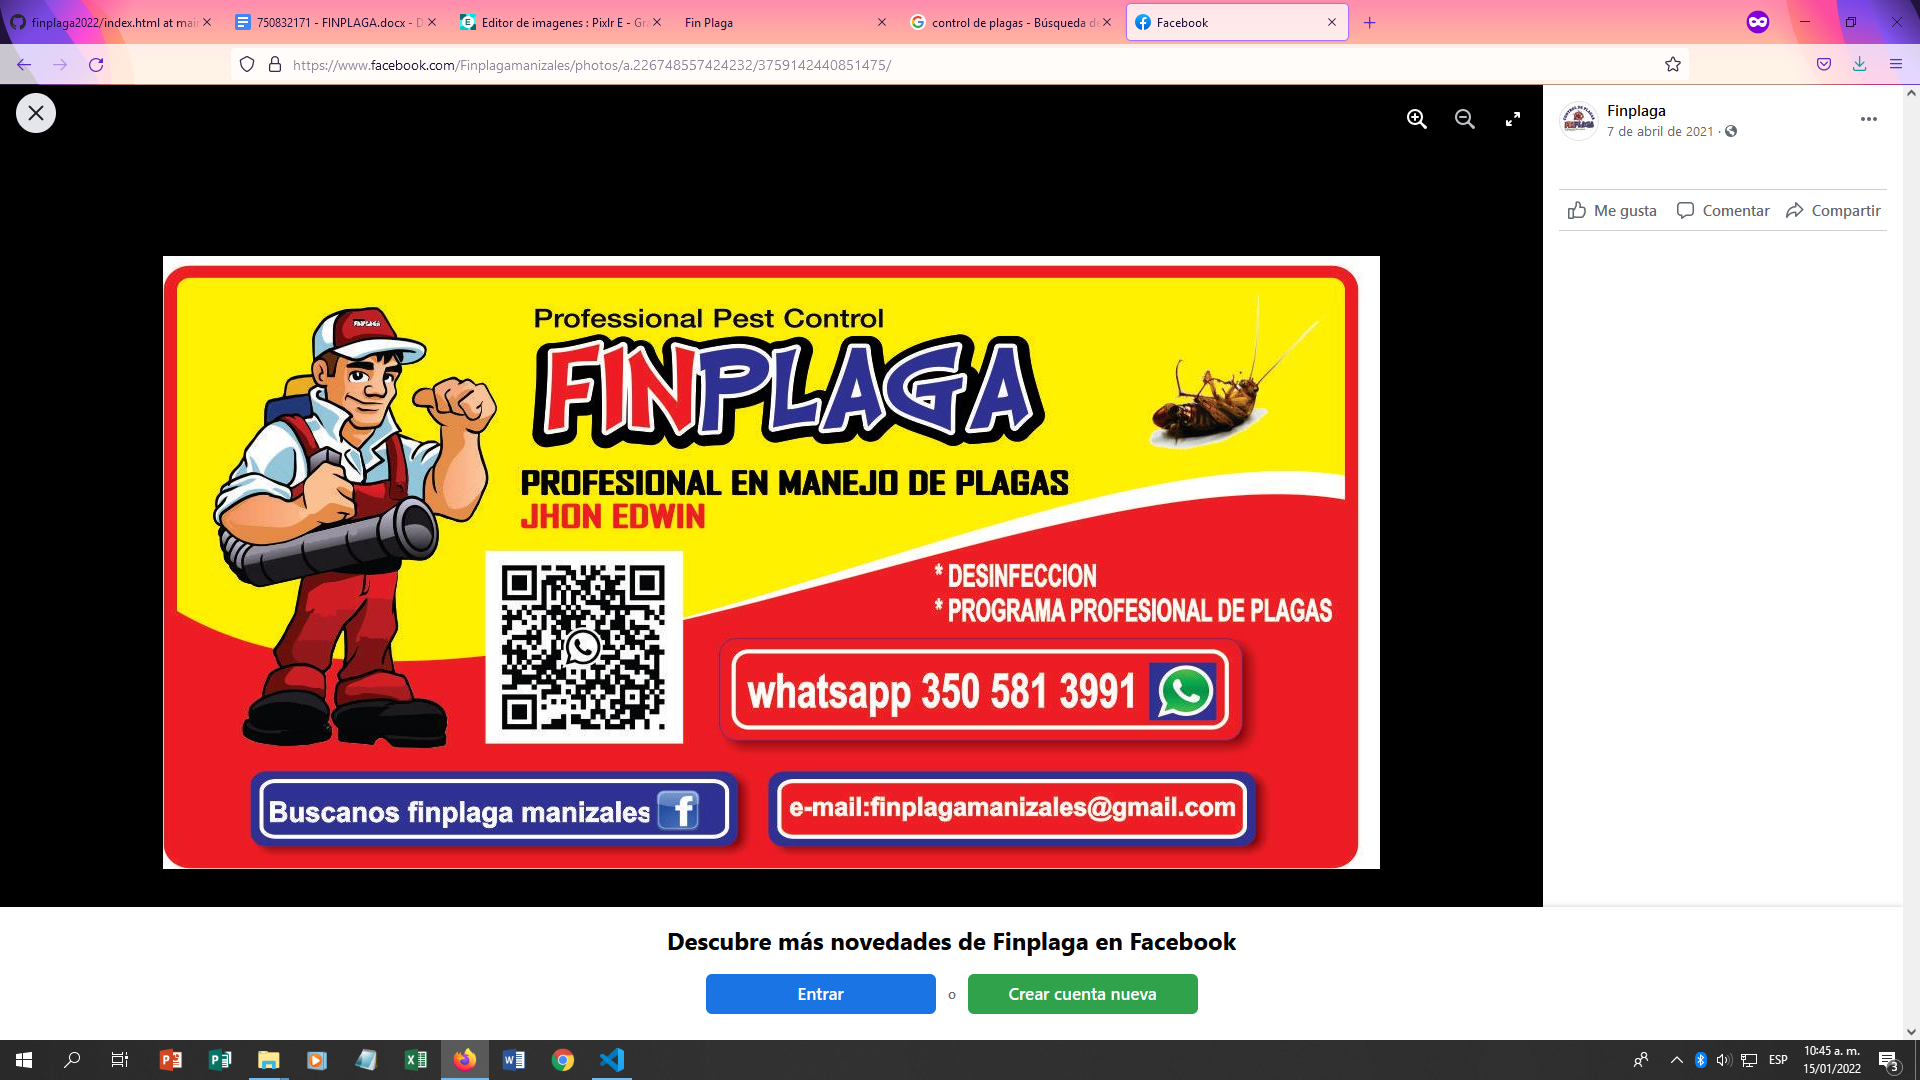 finplaga2022/index.html at mai
750832171 - FINPLAGA.docx - D
Editor de imagenes : Pixlr E - Gra
Fin Plaga
control de plagas - Búsqueda de
Facebook
https://www.facebook.com/Finplagamanizales/photos/a.226748557424232/3759142440851475/
Finplaga
7 de abril de 2021 ·
Me gusta
Comentar
Compartir
FINPLAGA
Professional Pest Control
FINPLAGA
PROFESIONAL EN MANEJO DE PLAGAS
JHON EDWIN
* DESINFECCION
* PROGRAMA PROFESIONAL DE PLAGAS
whatsapp 350 581 3991
Buscanos finplaga manizales
e-mail:finplagamanizales@gmail.com
Descubre más novedades de Finplaga en Facebook
Entrar
o
Crear cuenta nueva
ESP
10:45 a. m.
15/01/2022
3